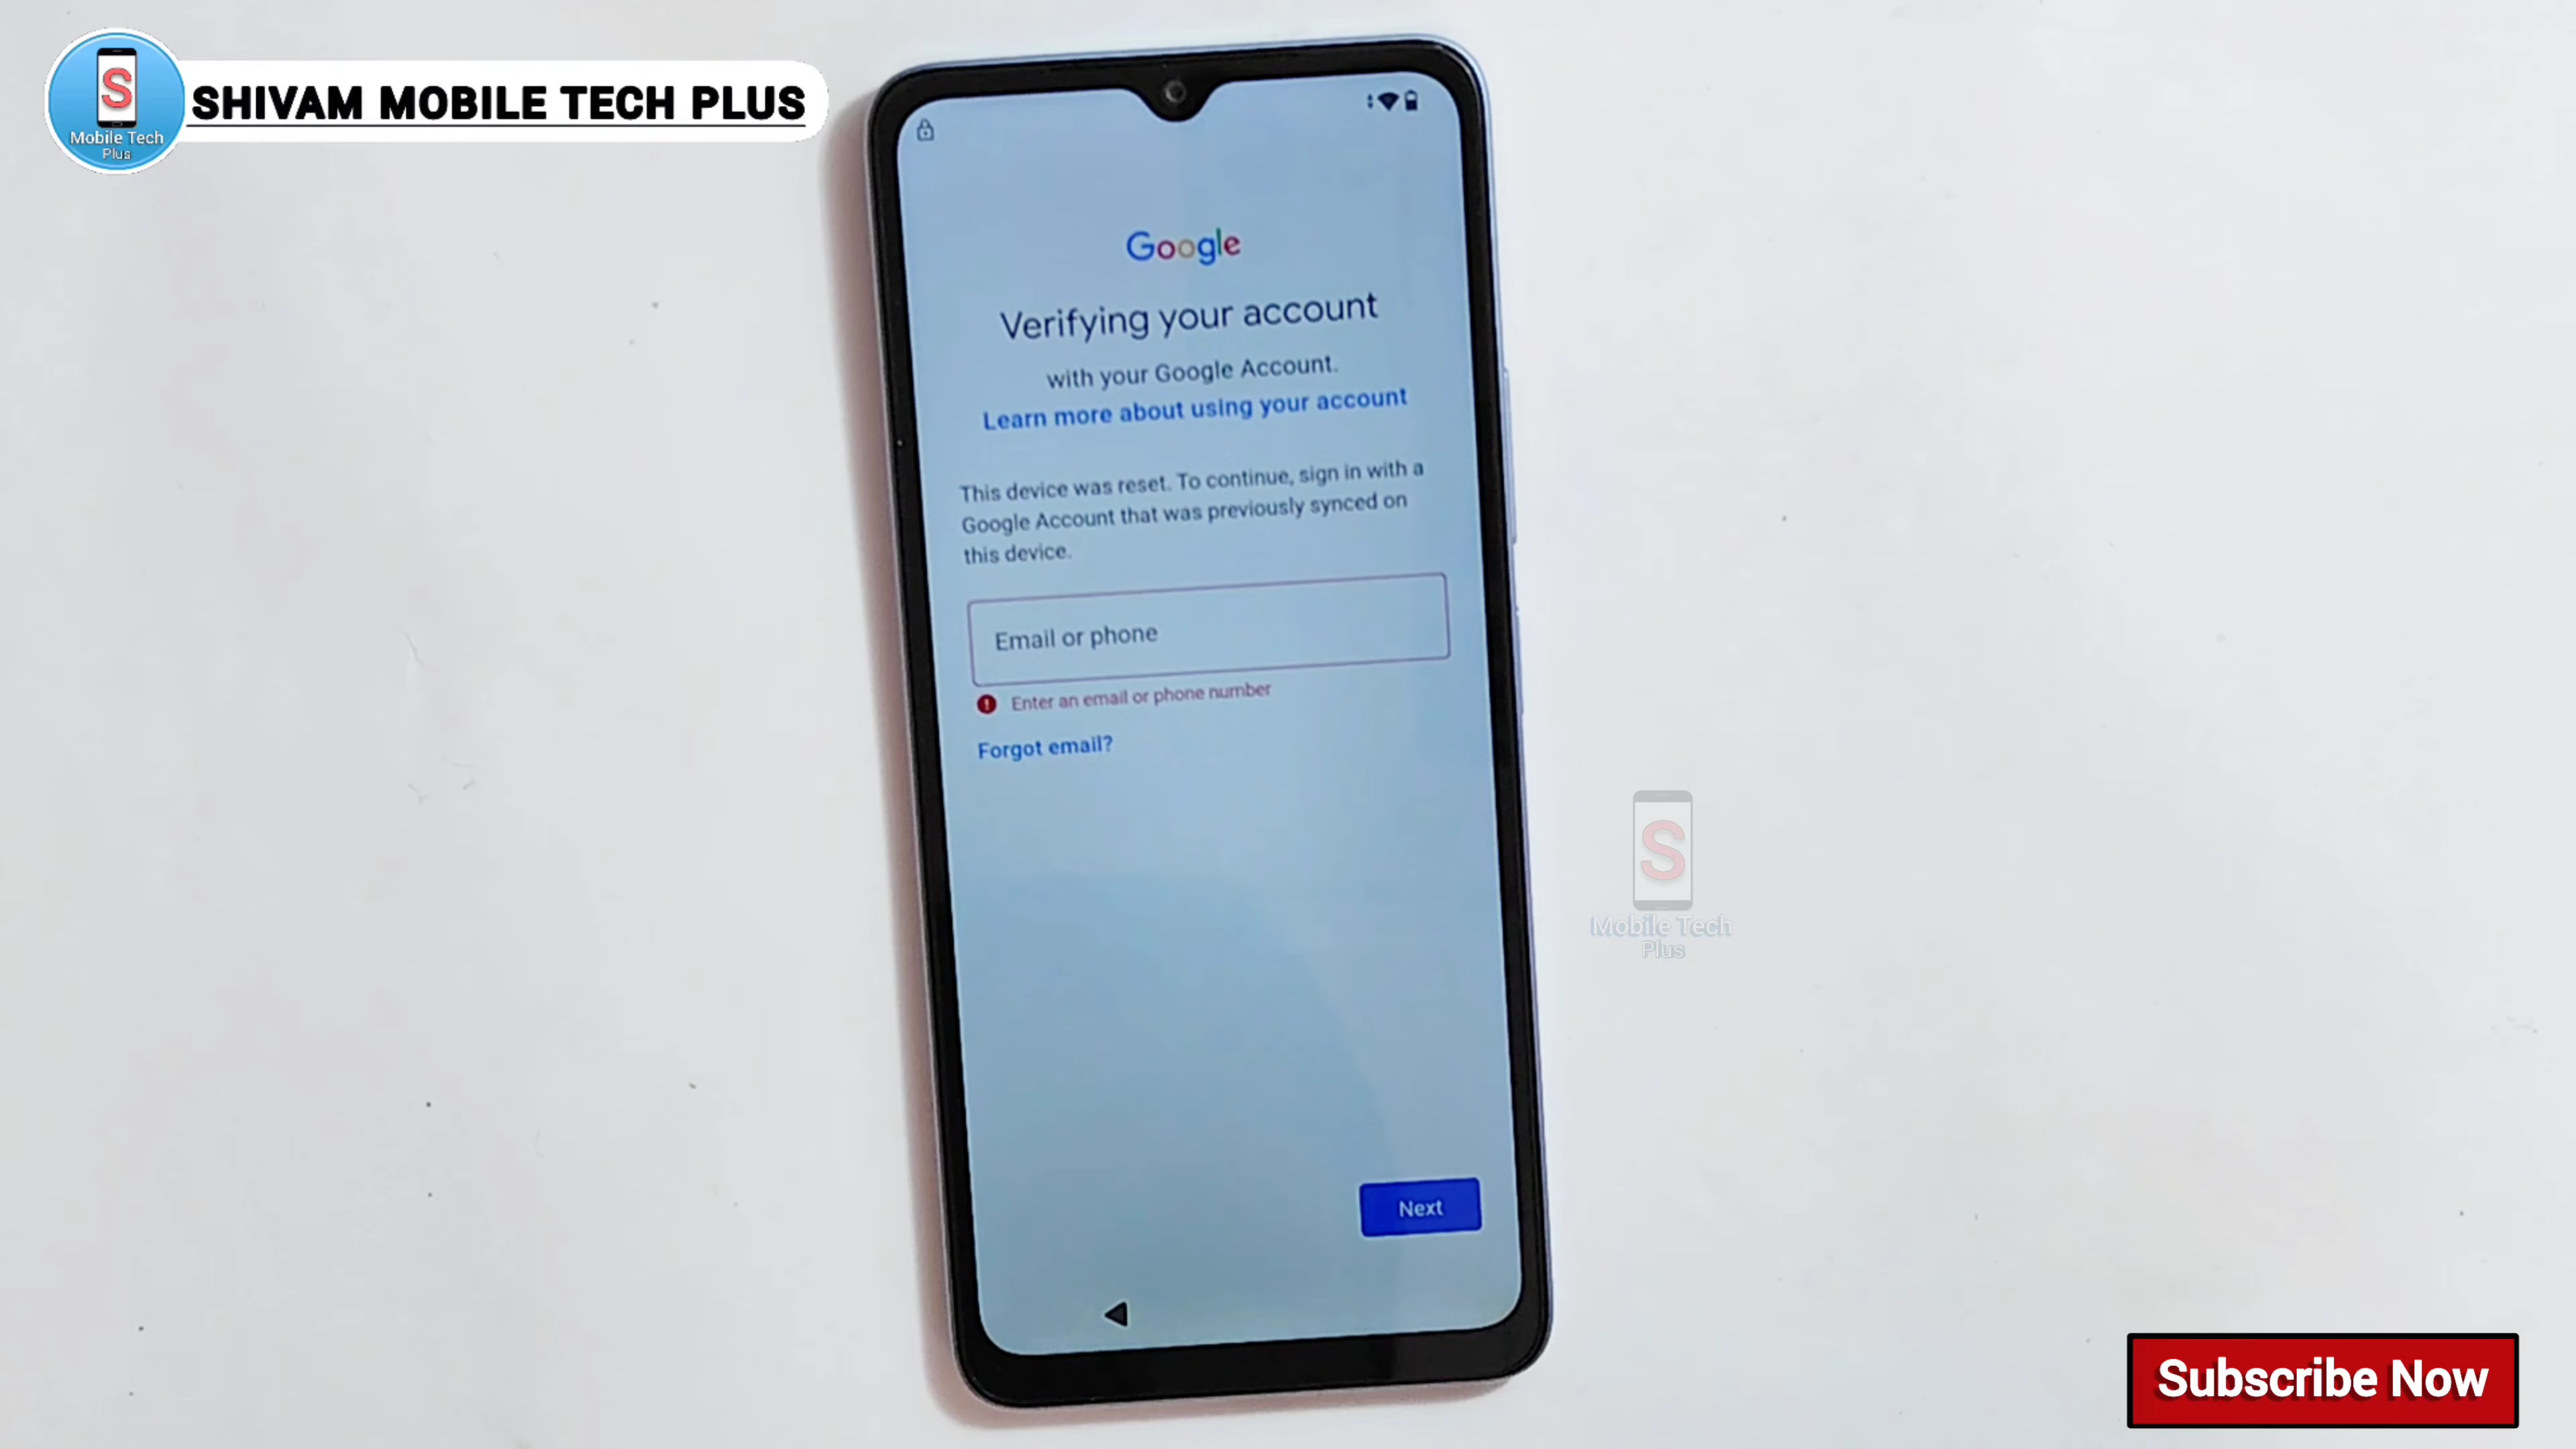 S
Mobile Tech
Plus
SHIVAM MOBILE TECH PLUS
Google
Verifying your account
with your Google Account.
Learn more about using your account
This device was reset. To continue, sign in with a
Google Account that was previously synced on
this device.
Email or phone
! Enter an email or phone number
Forgot email?
S
Mobile Tech
Plus
Next
Subscribe Now